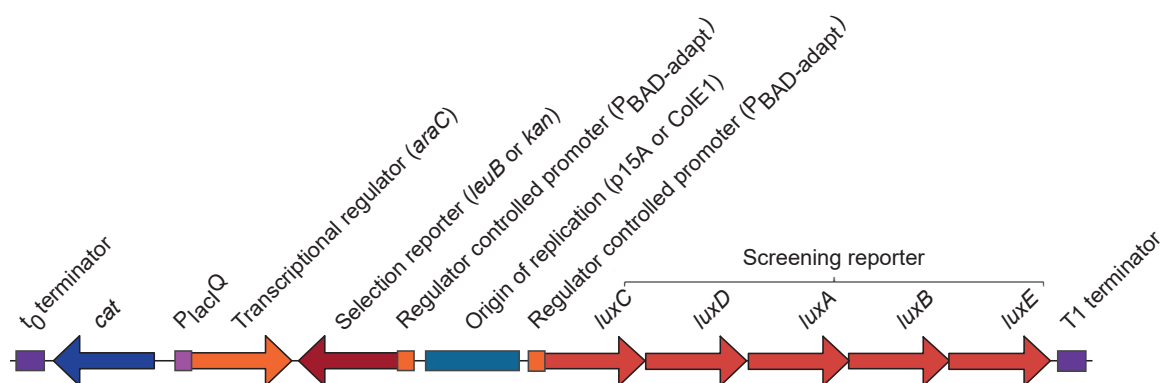 t0 terminator
cat
PlacIQ
Transcriptional regulator (araC)
Selection reporter (leuB or kan)
Regulator controlled promoter (PBAD-adapt)
Origin of replication (p15A or ColE1)
Regulator controlled promoter (PBAD-adapt)
Screening reporter
luxC
luxD
luxA
luxB
luxE
T1 terminator